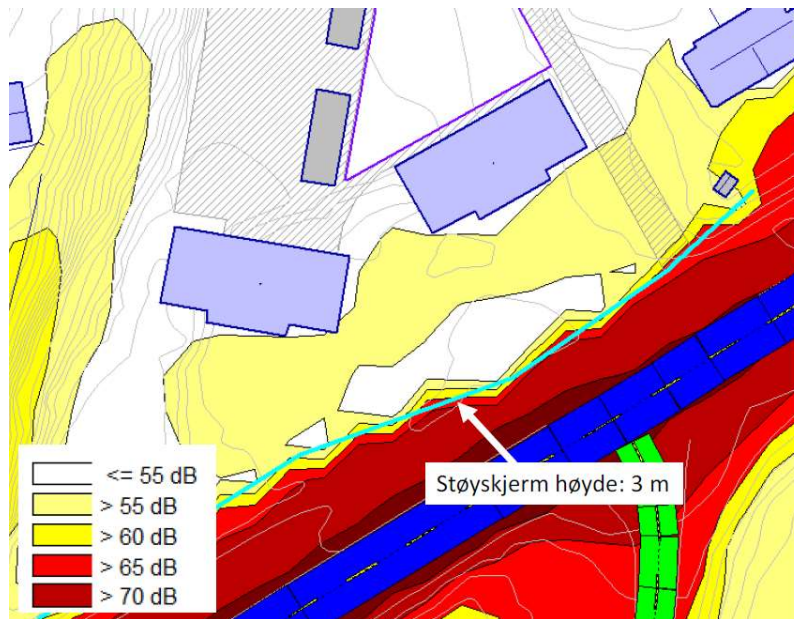 Støyskjerm høyde: 3 m
<= 55 dB
> 55 dB
> 60 dB
> 65 dB
> 70 dB